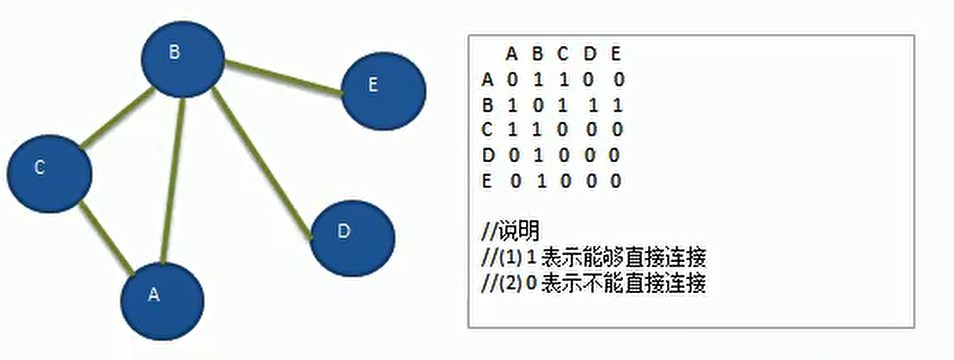 B
E
C
D
A
A B C D E
A 0 1 1 0 0
B 1 0 1 1 1
C 1 1 0 0 0
D 0 1 0 0 0
E 0 1 0 0 0
//说明
//(1) 1 表示能够直接连接
//(2) 0 表示不能直接连接